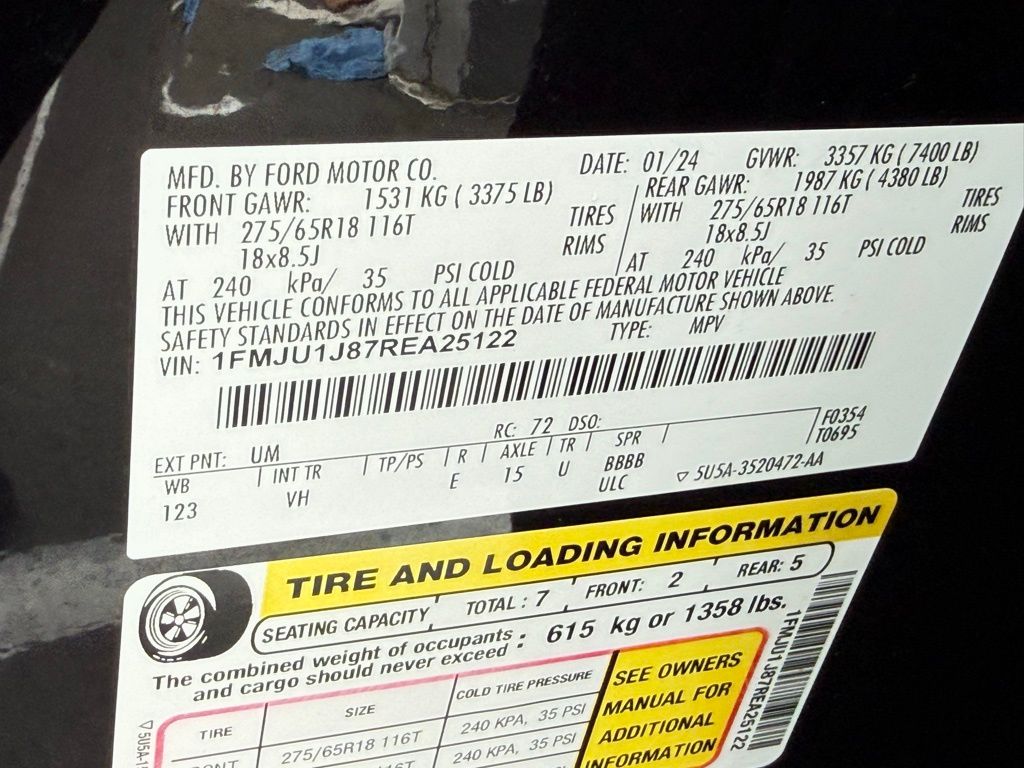 MFD. BY FORD MOTOR CO. DATE: 01/24 GVWR: 3357 KG ( 7400 LB)
FRONT GAWR: 1531 KG ( 3375 LB) REAR GAWR: 1987 KG ( 4380 LB)
WITH 275/65R18 116T TIRES WITH 275/65R18 116T TIRES
18x8.5J RIMS 18x8.5J RIMS
AT 240 kPa/ 35 PSI COLD AT 240 kPa/ 35 PSI COLD
THIS VEHICLE CONFORMS TO ALL APPLICABLE FEDERAL MOTOR VEHICLE
SAFETY STANDARDS IN EFFECT ON THE DATE OF MANUFACTURE SHOWN ABOVE.
VIN: 1FMJU1J87REA25122 TYPE: MPV
EXT PNT: UM RC: 72 DSO: F0354
WB INT TR TP/PS R AXLE TR SPR T0695
123 VH E 15 U BBBB
ULC 5U5A-3520472-AA
TIRE AND LOADING INFORMATION
SEATING CAPACITY TOTAL : 7 FRONT: 2 REAR: 5
The combined weight of occupants
and cargo should never exceed : 615 kg or 1358 lbs.
TIRE SIZE COLD TIRE PRESSURE
275/65R18 116T 240 KPA, 35 PSI
240 KPA, 35 PSI
SEE OWNERS
MANUAL FOR
ADDITIONAL
INFORMATION
1FMJU1J87REA25122